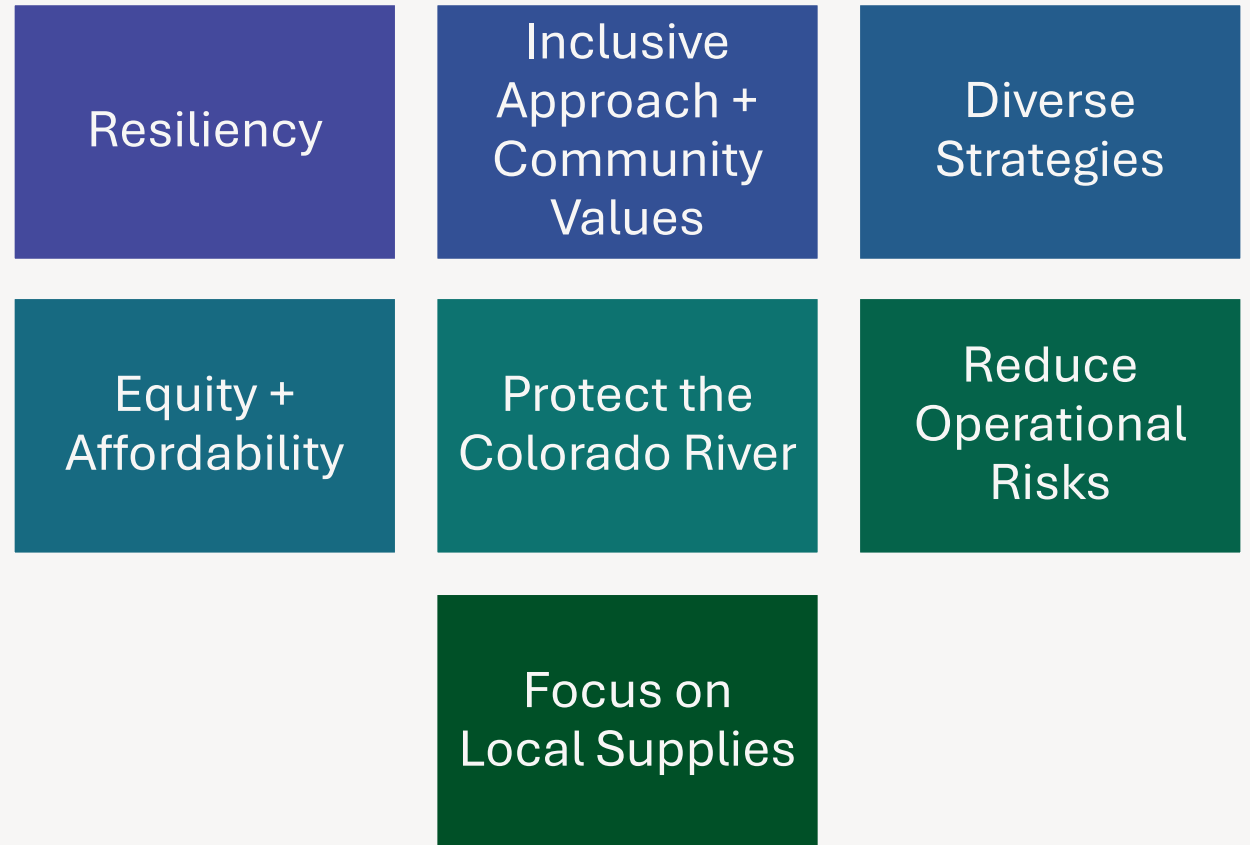 Resiliency
Inclusive
Approach +
Community
Values
Diverse
Strategies
Equity +
Affordability
Protect the
Colorado River
Reduce
Operational
Risks
Focus on
Local Supplies